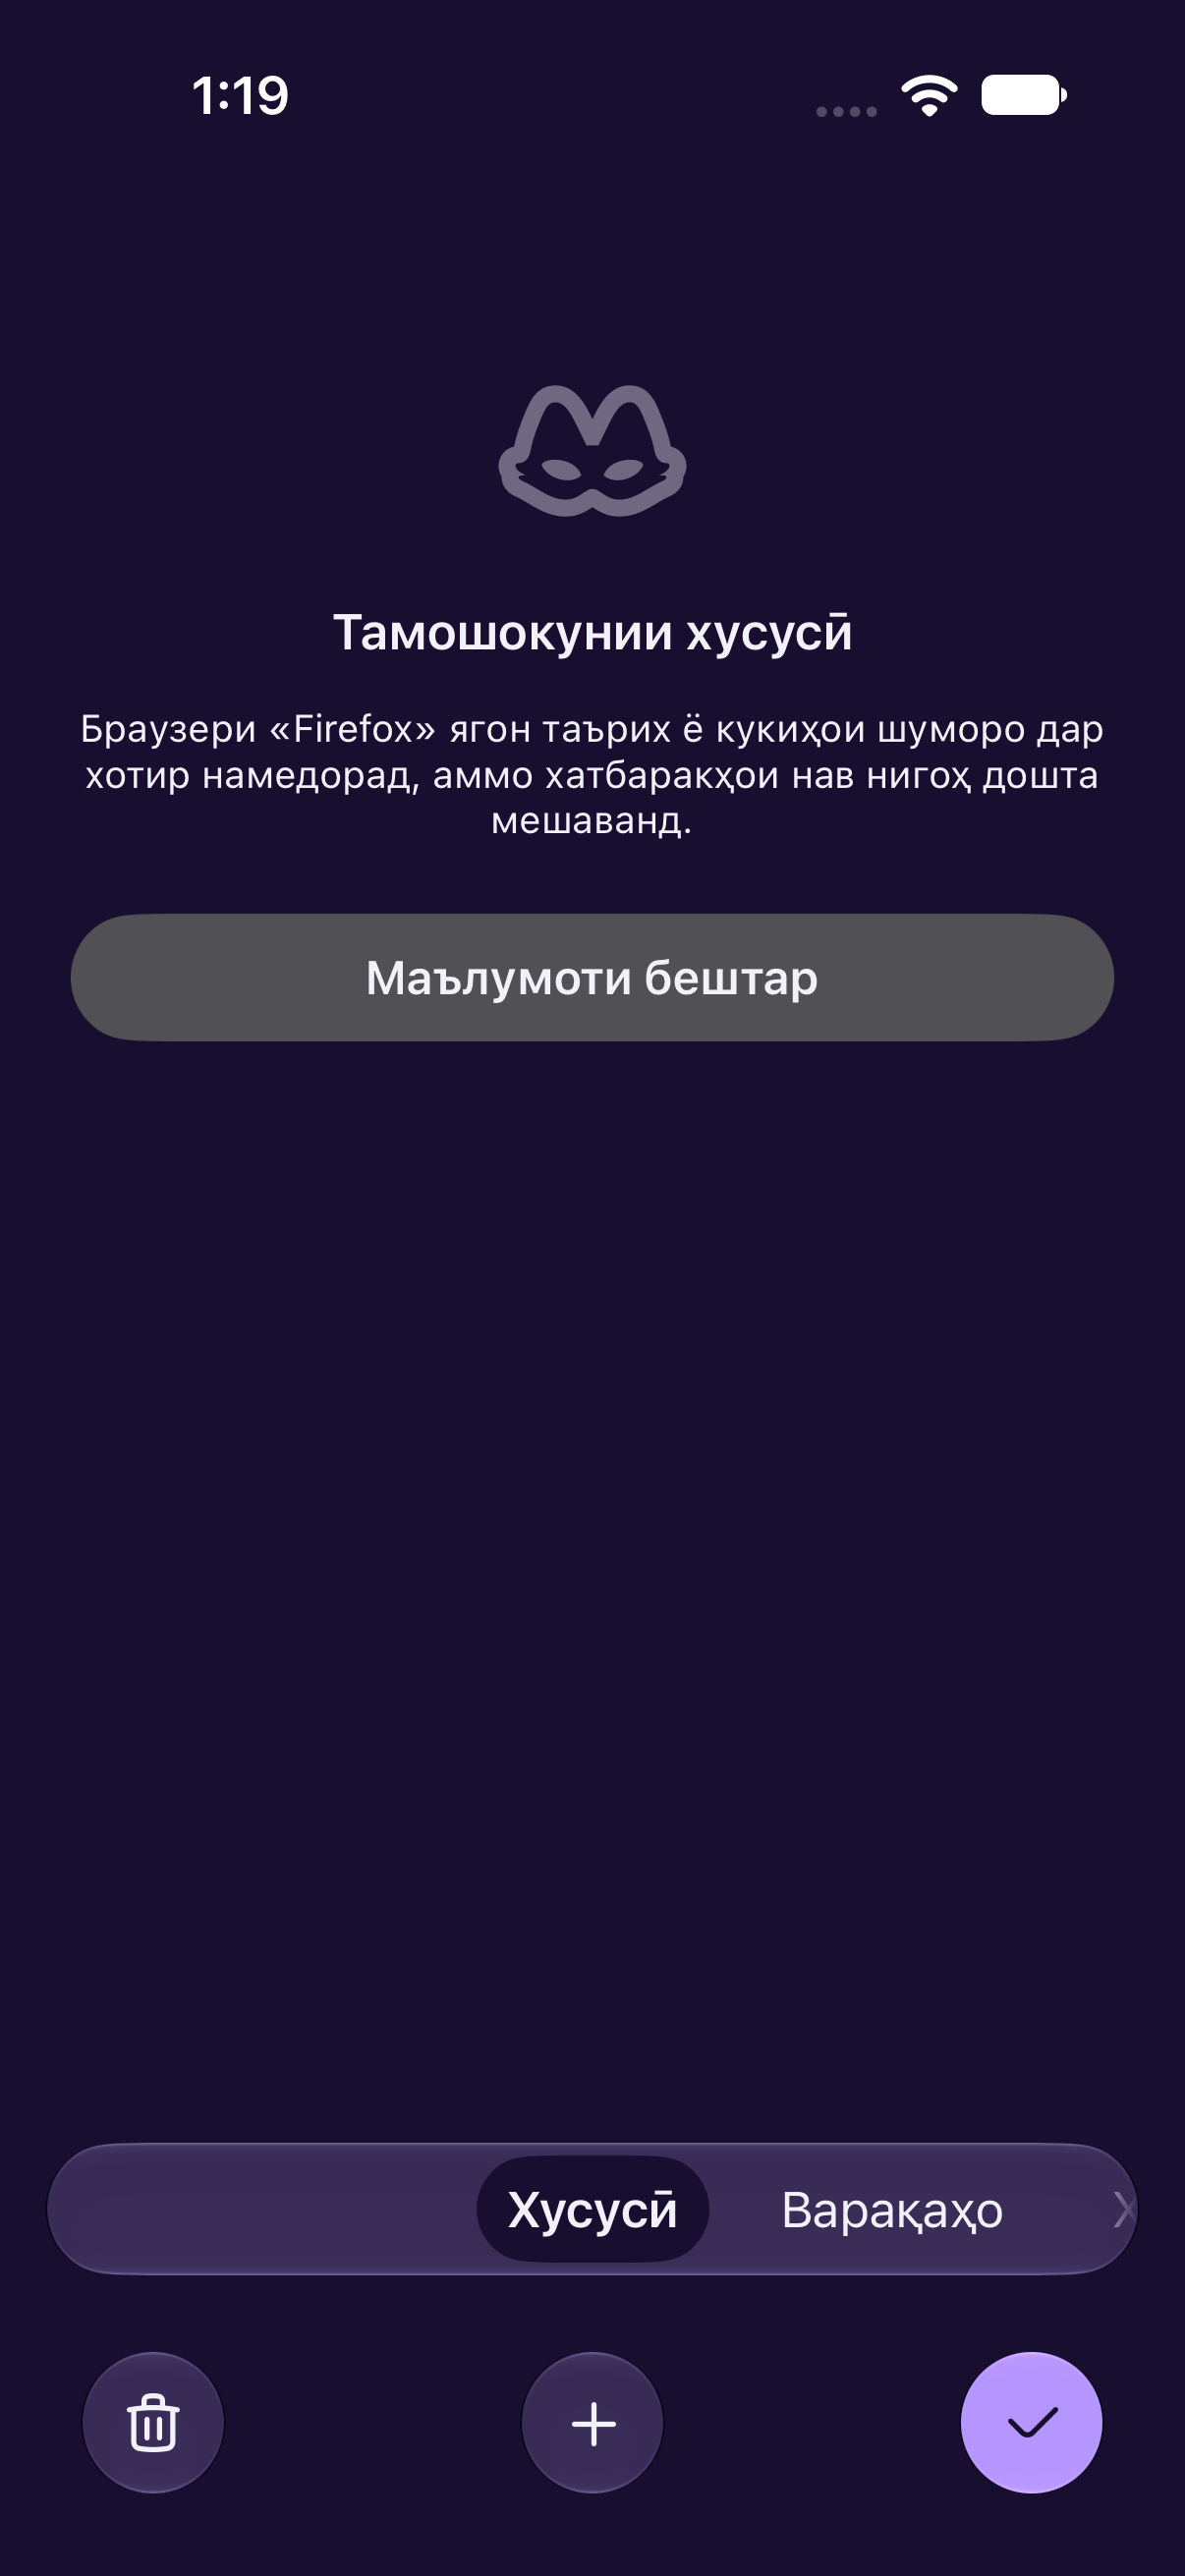 1:19
Тамошокунии хусусӣ
Браузери «Firefox» ягон таърих ё кукиҳои шуморо дар
хотир намедорад, аммо хатбаракҳои нав нигоҳ дошта
мешаванд.
Маълумоти бештар
Хусусӣ Варақаҳо